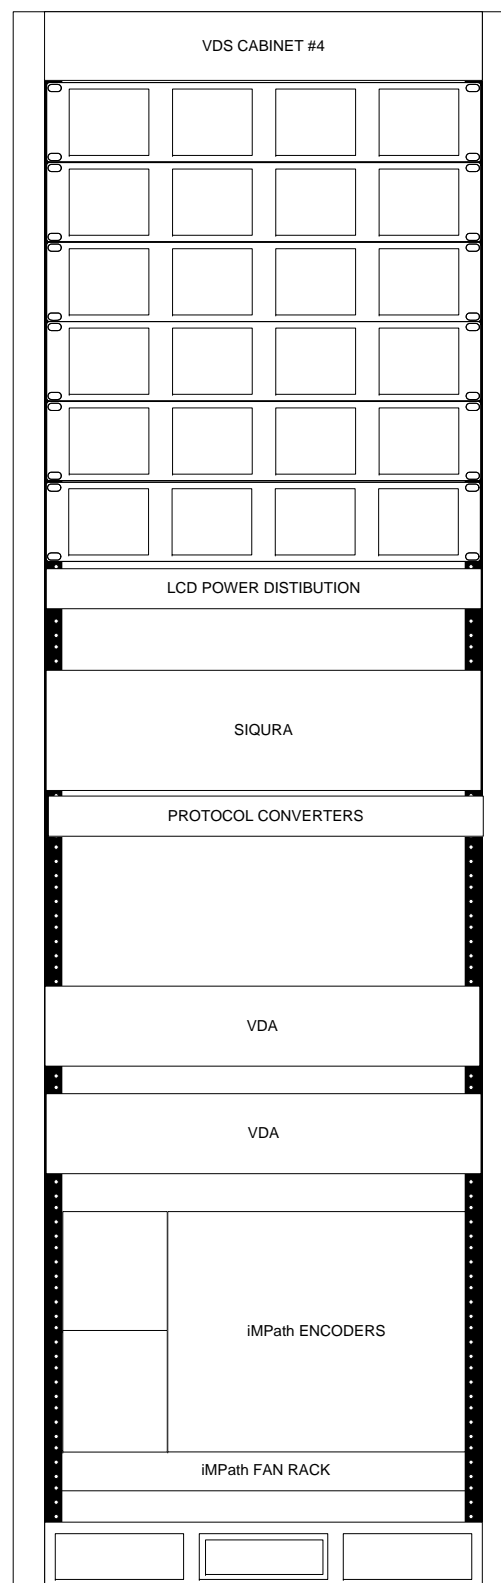 VDS CABINET #4
LCD POWER DISTIBUTION
SIQURA
PROTOCOL CONVERTERS
VDA
VDA
iMPath ENCODERS
iMPath FAN RACK